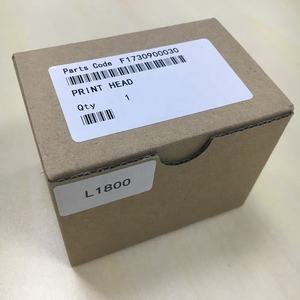 Parts Code F1730900030
PRINT HEAD
Qty 1
L1800